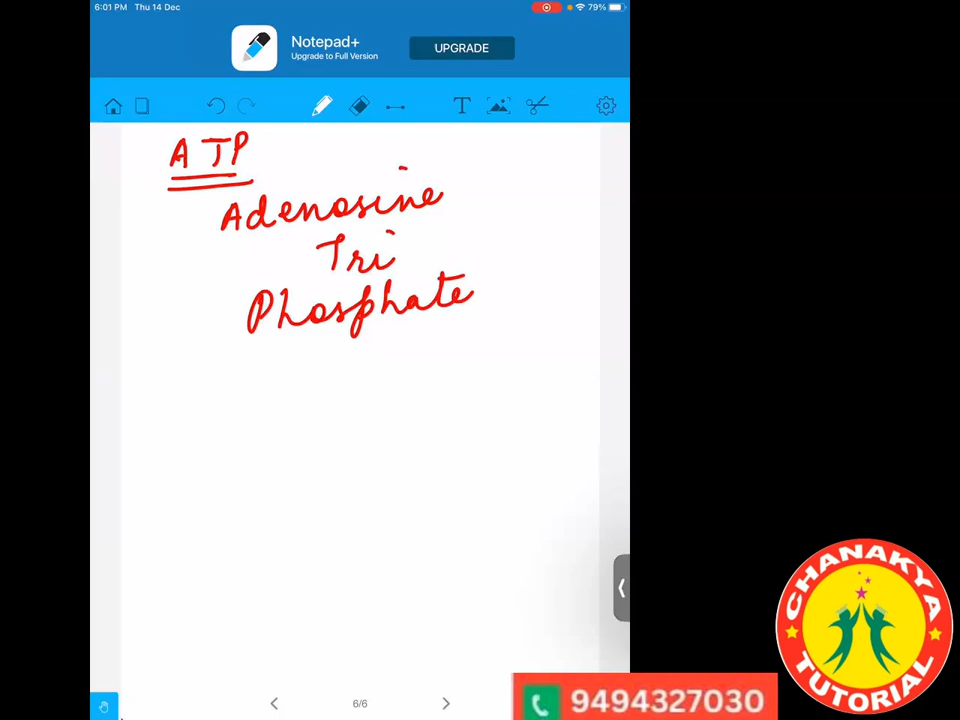 6:01 PM Thu 14 Dec
79%
Notepad+
Upgrade to Full Version
UPGRADE
T
ATP
Adenosine
Tri
Phosphate
6/6
9494327030
CHANAKYA
TUTORIAL